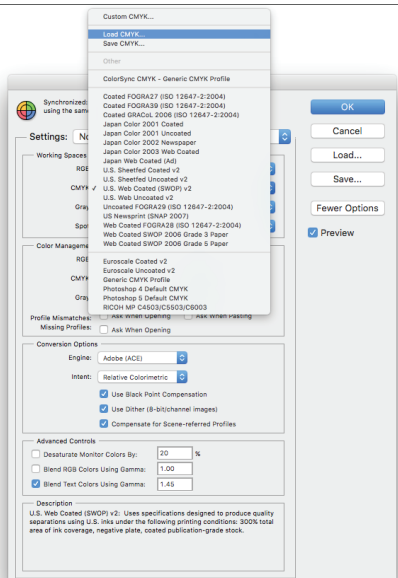 Custom CMYK...
Load CMYK...
Save CMYK...
Other
ColorSync CMYK - Generic CMYK Profile
Coated FOGRA27 (ISO 12647-2:2004)
Coated FOGRA39 (ISO 12647-2:2004)
Coated GRACoL 2006 (ISO 12647-2:2004)
Japan Color 2001 Coated
Japan Color 2001 Uncoated
Japan Color 2002 Newspaper
Japan Color 2003 Web Coated
Japan Web Coated (Ad)
U.S. Sheetfed Coated v2
U.S. Sheetfed Uncoated v2
✓ U.S. Web Coated (SWOP) v2
U.S. Web Uncoated v2
Uncoated FOGRA29 (ISO 12647-2:2004)
US Newsprint (SNAP 2007)
Web Coated FOGRA28 (ISO 12647-2:2004)
Web Coated SWOP 2006 Grade 3 Paper
Web Coated SWOP 2006 Grade 5 Paper
Euroscale Coated v2
Euroscale Uncoated v2
Generic CMYK Profile
Photoshop 4 Default CMYK
Photoshop 5 Default CMYK
RICOH MP C4503/C5503/C6003
Synchronized:
using the same
Settings:
Working Spaces
RGB
CMYK
Gray
Spot
Color Manageme
RGB
CMYK
Gray
Profile Mismatches: Ask When Opening Ask When Pasting
Missing Profiles: Ask When Opening
Conversion Options
Engine: Adobe (ACE)
Intent: Relative Colorimetric
Use Black Point Compensation
Use Dither (8-bit/channel images)
Compensate for Scene-referred Profiles
Advanced Controls
Desaturate Monitor Colors By: 20 %
Blend RGB Colors Using Gamma: 1.00
Blend Text Colors Using Gamma: 1.45
Description
U.S. Web Coated (SWOP) v2: Uses specifications designed to produce quality
separations using U.S. inks under the following printing conditions: 300% total
area of ink coverage, negative plate, coated publication-grade stock.
OK
Cancel
Load...
Save...
Fewer Options
Preview